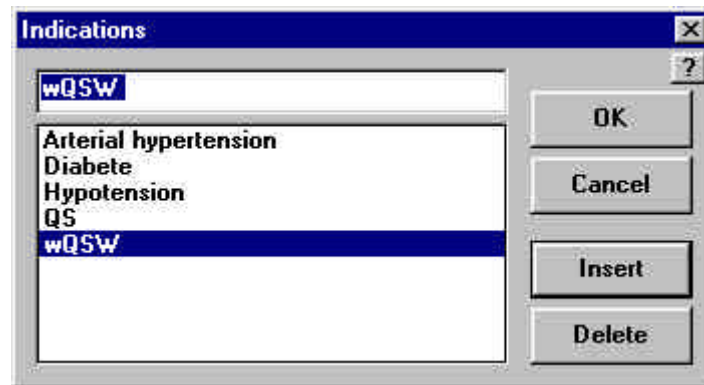 Indications
?
wQSW
OK
Arterial hypertension
Diabete
Hypotension
QS
wQSW
Cancel
Insert
Delete